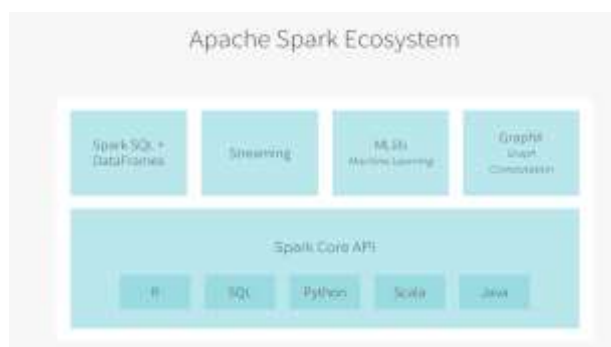 Apache Spark Ecosystem
Spark SQL +
DataFrames
Streaming
MLlib
Machine Learning
GraphX
Graph
Computation
Spark Core API
R
SQL
Python
Scala
Java